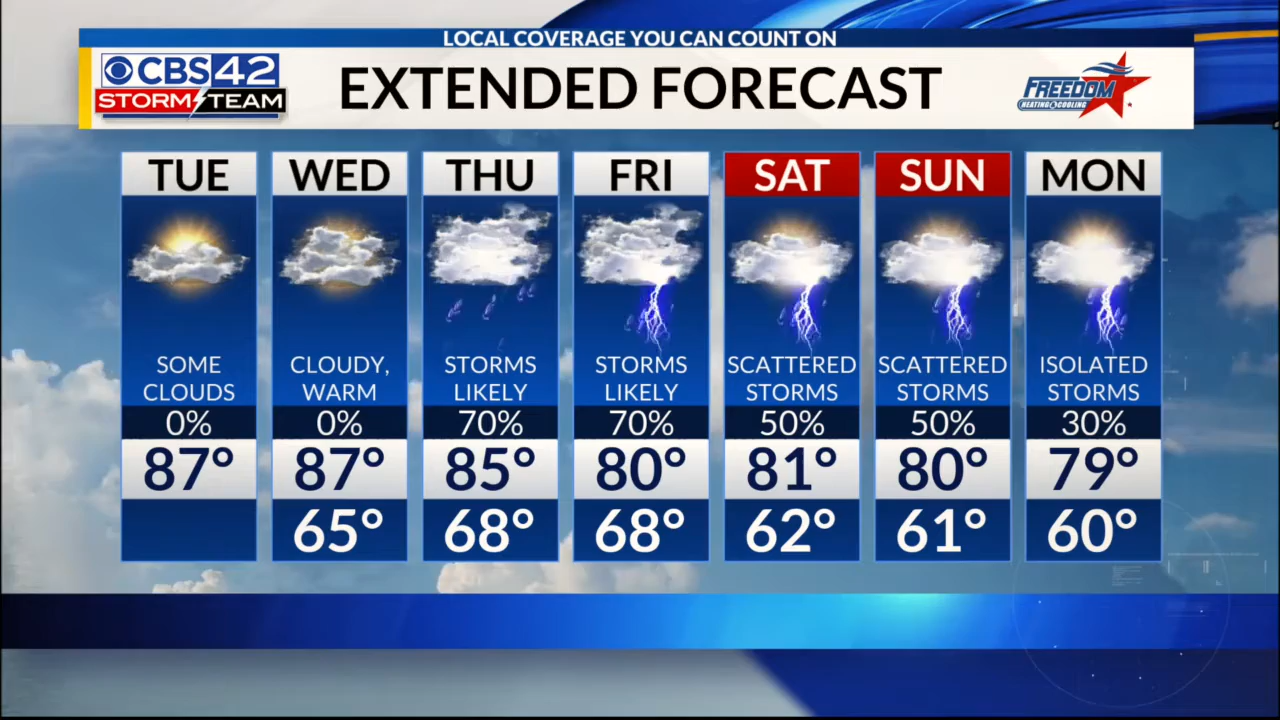 LOCAL COVERAGE YOU CAN COUNT ON
CBS 42
STORM TEAM
EXTENDED FORECAST
FREEDOM
HEATING & COOLING
TUE
SOME
CLOUDS
0%
87°
WED
CLOUDY,
WARM
0%
87°
65°
THU
STORMS
LIKELY
70%
85°
68°
FRI
STORMS
LIKELY
70%
80°
68°
SAT
SCATTERED
STORMS
50%
81°
62°
SUN
SCATTERED
STORMS
50%
80°
61°
MON
ISOLATED
STORMS
30%
79°
60°